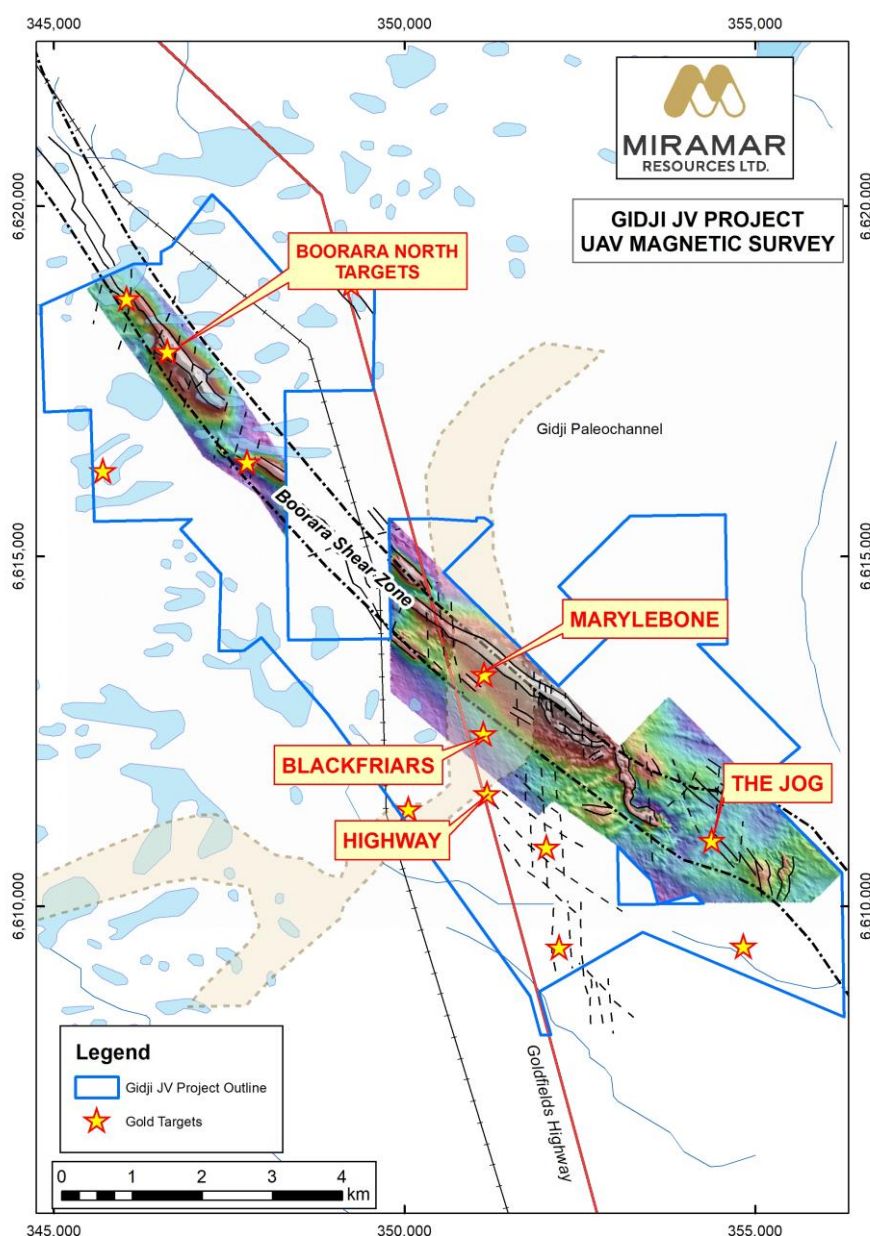 345,000
350,000
355,000
MIRAMAR
RESOURCES LTD.
GIDJI JV PROJECT
UAV MAGNETIC SURVEY
6,620,000
6,620,000
BOORARA NORTH
TARGETS
Gidji Paleochannel
Boorara Shear Zone
6,615,000
6,615,000
MARYLEBONE
BLACKFRIARS
THE JOG
HIGHWAY
6,610,000
6,610,000
Goldfields Highway
Legend
Gidji JV Project Outline
Gold Targets
0 1 2 3 4
km
345,000
350,000
355,000